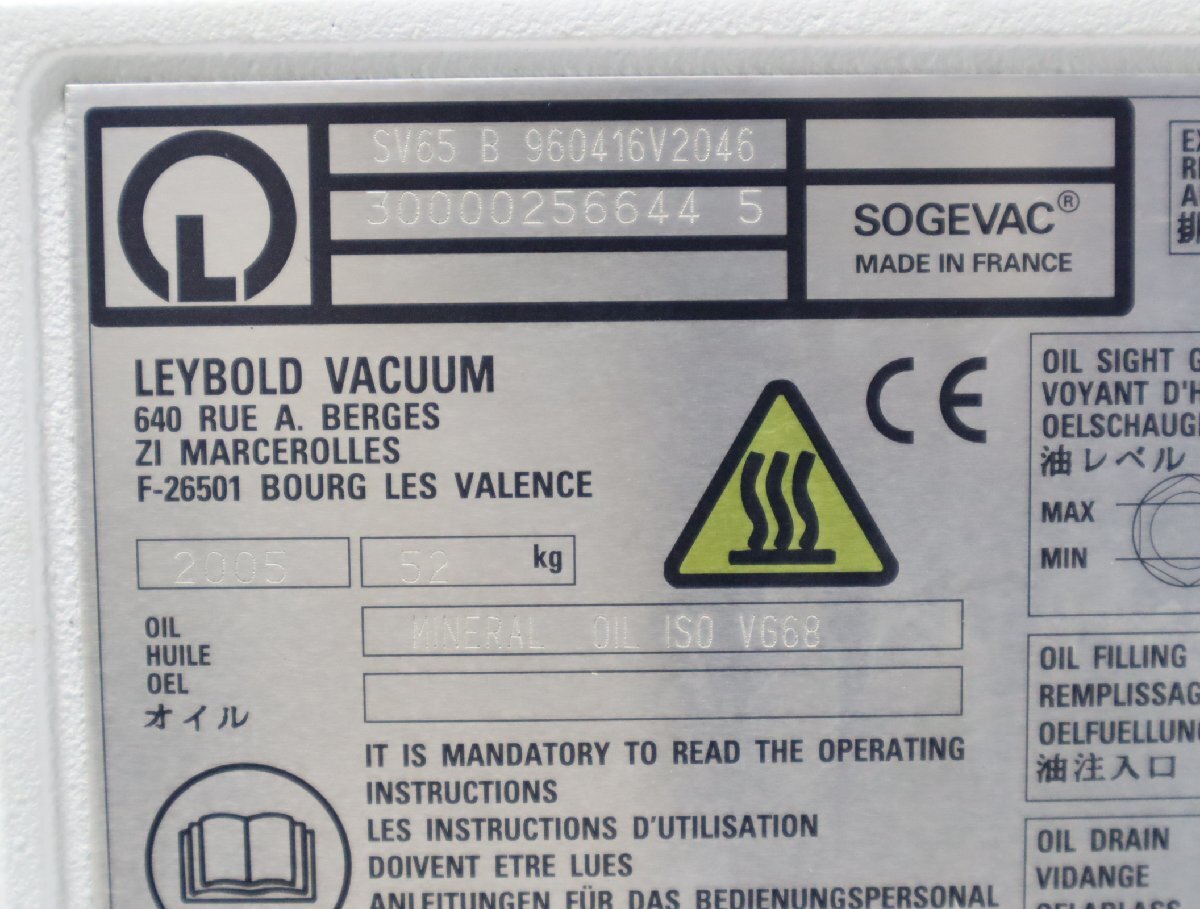 SV65 B 960416V2046
30000256644 5
SOGEVAC®
MADE IN FRANCE
LEYBOLD VACUUM
640 RUE A. BERGES
ZI MARCEROLLES
F-26501 BOURG LES VALENCE
2005
52 kg
OIL
HUILE
OEL
オイル
MINERAL OIL ISO VG68
IT IS MANDATORY TO READ THE OPERATING
INSTRUCTIONS
LES INSTRUCTIONS D'UTILISATION
DOIVENT ETRE LUES
ANLEITUNGEN FÜR DAS BEDIENUNGSPERSONAL
CE
OIL SIGHT
VOYANT
油レベル
MAX
MIN
OIL FILLING
油注入口
OIL DRAIN
VIDANGE